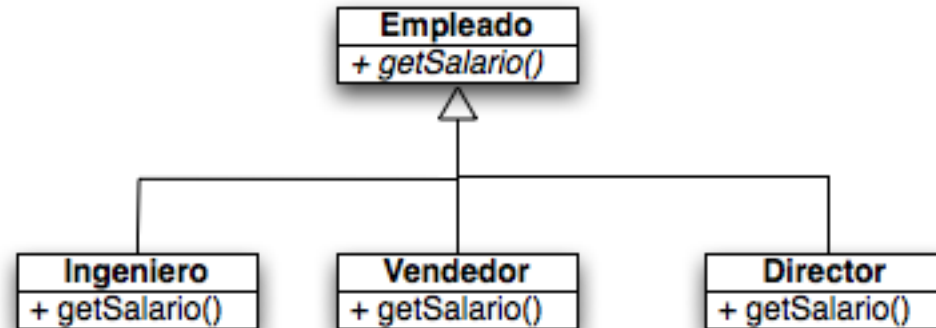 Empleado
+ getSalario()
Ingeniero
+ getSalario()
Vendedor
+ getSalario()
Director
+ getSalario()